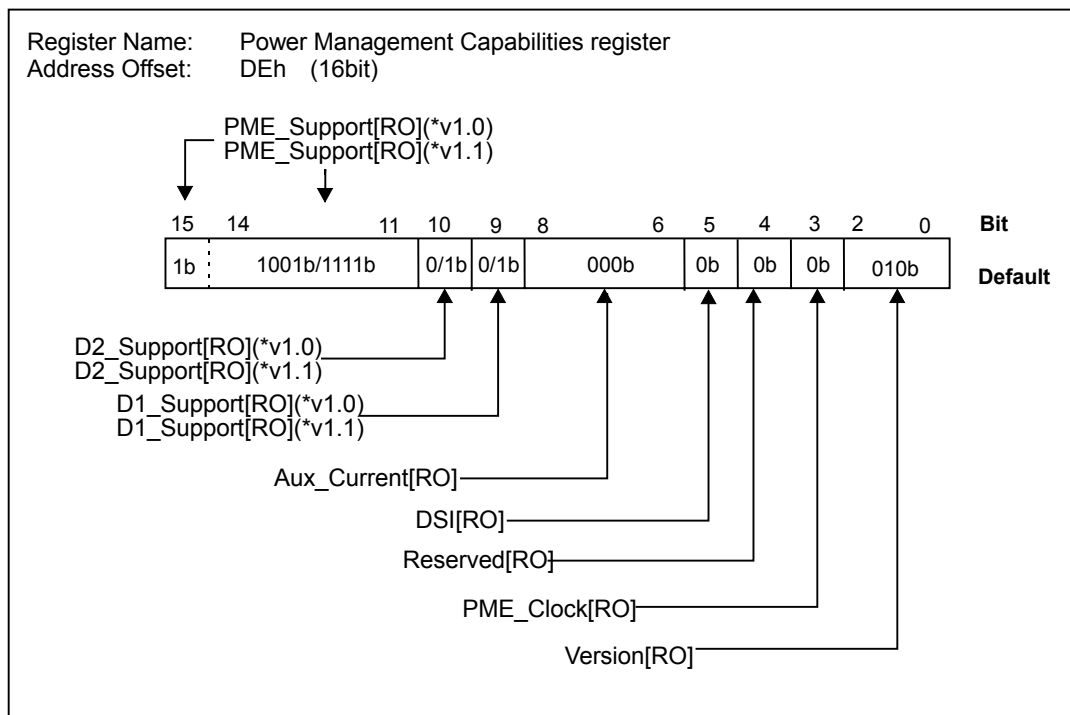 Register Name: Power Management Capabilities register
Address Offset: DEh (16bit)
PME_Support[RO](*v1.0)
PME_Support[RO](*v1.1)
15 14 11 10 9 8 6 5 4 3 2 0 Bit
1b 1001b/1111b 0/1b 0/1b 000b 0b 0b 0b 010b Default
D2_Support[RO](*v1.0)
D2_Support[RO](*v1.1)
D1_Support[RO](*v1.0)
D1_Support[RO](*v1.1)
Aux_Current[RO]
DSI[RO]
Reserved[RO]
PME_Clock[RO]
Version[RO]